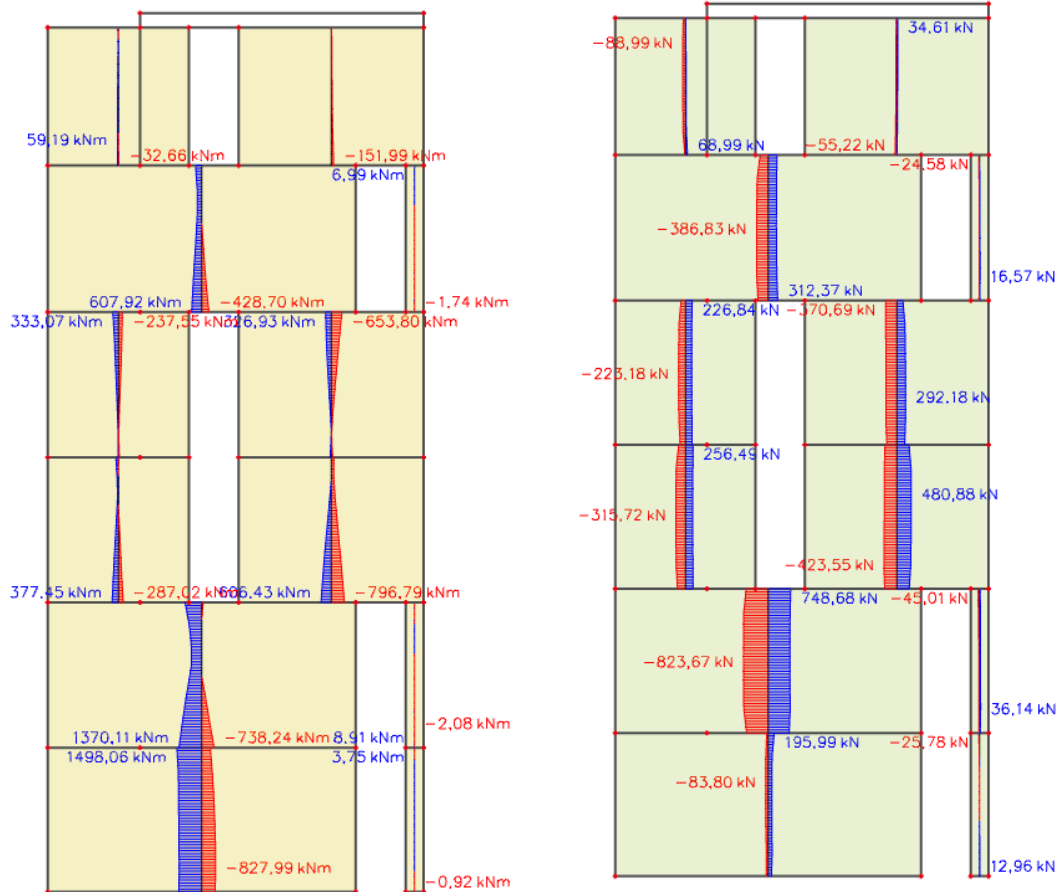 59,19 kNm
-32,66 kNm
-151,99 kNm
6,99 kNm
607,92 kNm
-428,70 kNm
-1,74 kNm
333,07 kNm
-237,55 kNm
326,93 kNm
-653,80 kNm
377,45 kNm
-287,02 kNm
606,43 kNm
-796,79 kNm
-2,08 kNm
1370,11 kNm
-738,24 kNm
8,91 kNm
1498,06 kNm
3,75 kNm
-827,99 kNm
-0,92 kNm
-88,99 kN
34,61 kN
68,99 kN
-55,22 kN
-24,58 kN
-386,83 kN
16,57 kN
312,37 kN
226,84 kN
-370,69 kN
-223,18 kN
292,18 kN
256,49 kN
480,88 kN
-315,72 kN
-423,55 kN
748,68 kN
-45,01 kN
-823,67 kN
36,14 kN
195,99 kN
-25,78 kN
-83,80 kN
12,96 kN